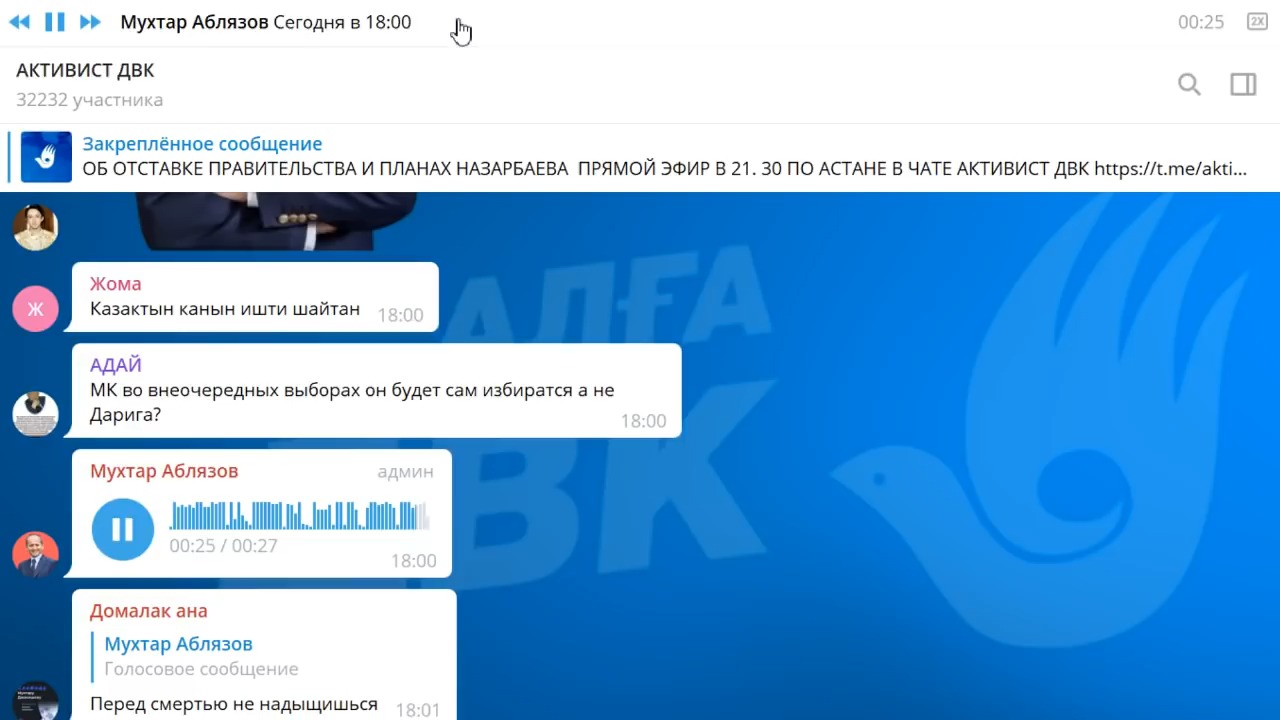 Мухтар Аблязов Сегодня в 18:00
00:25
2X
АКТИВИСТ ДВК
32232 участника
Закреплённое сообщение
ОБ ОТСТАВКЕ ПРАВИТЕЛЬСТВА И ПЛАНАХ НАЗАРБАЕВА ПРЯМОЙ ЭФИР В 21. 30 ПО АСТАНЕ В ЧАТЕ АКТИВИСТ ДВК https://t.me/akti...
АЛҒА
ДВК
Жома
Ж
Казактын канын ишти шайтан 18:00
АДАЙ
МК во внеочередных выборах он будет сам избиратся а не
Дарига?
18:00
Мухтар Аблязов админ
00:25 / 00:27
18:00
Домалак ана
Мухтар Аблязов
Голосовое сообщение
Перед смертью не надыщишься 18:01